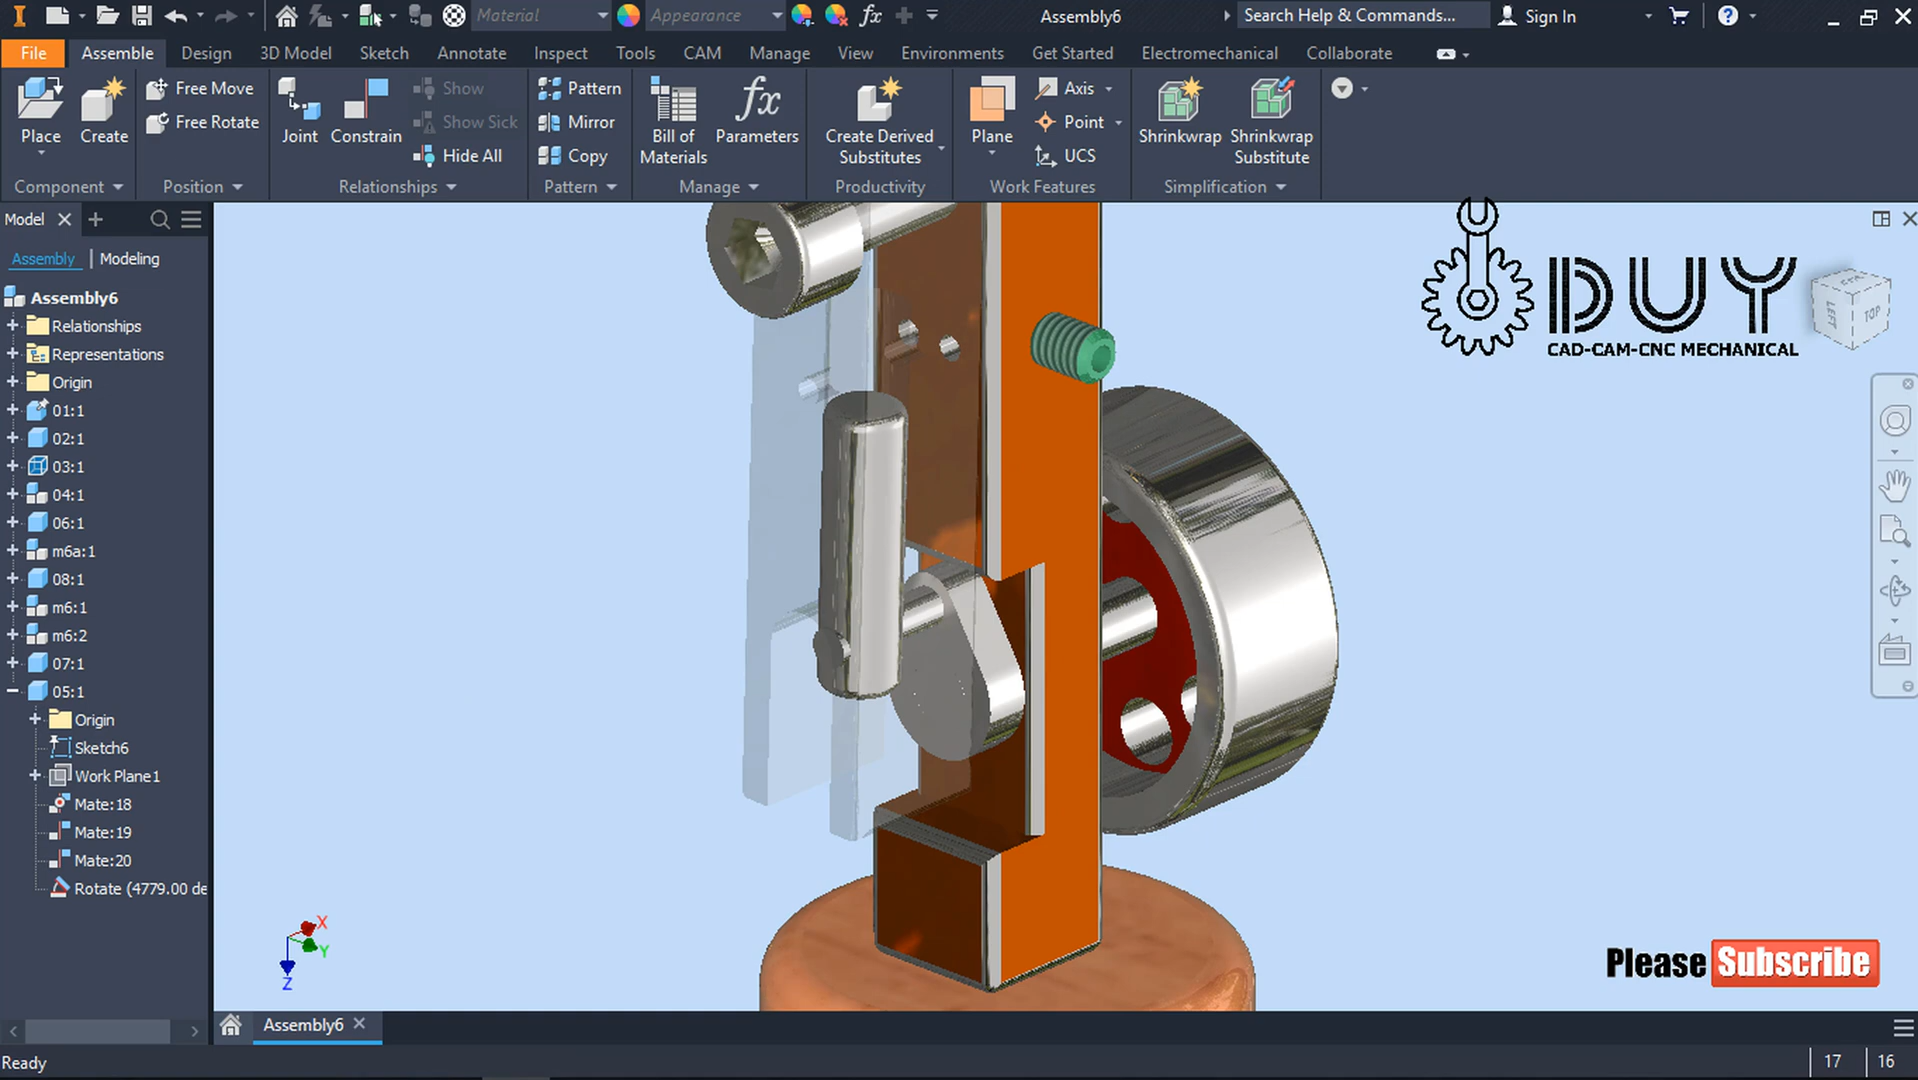 Material
Appearance
Assembly6
Search Help & Commands...
Sign In
File
Assemble
Design
3D Model
Sketch
Annotate
Inspect
Tools
CAM
Manage
View
Environments
Get Started
Electromechanical
Collaborate
Place
Create
Free Move
Free Rotate
Joint
Constrain
Show
Show Sick
Hide All
Pattern
Mirror
Copy
Bill of
Materials
Parameters
Create Derived
Substitutes
Plane
Axis
Point
UCS
Shrinkwrap
Shrinkwrap
Substitute
Component
Position
Relationships
Pattern
Manage
Productivity
Work Features
Simplification
Model
Assembly
Modeling
Assembly6
Relationships
Representations
Origin
01:1
02:1
03:1
04:1
06:1
m6a:1
08:1
m6:1
m6:2
07:1
05:1
Origin
Sketch6
Work Plane1
Mate:18
Mate:19
Mate:20
Rotate (4779.00 de
X
Y
Z
DUY
CAD-CAM-CNC MECHANICAL
LEFT
TOP
Please Subscribe
Assembly6
Ready
17
16